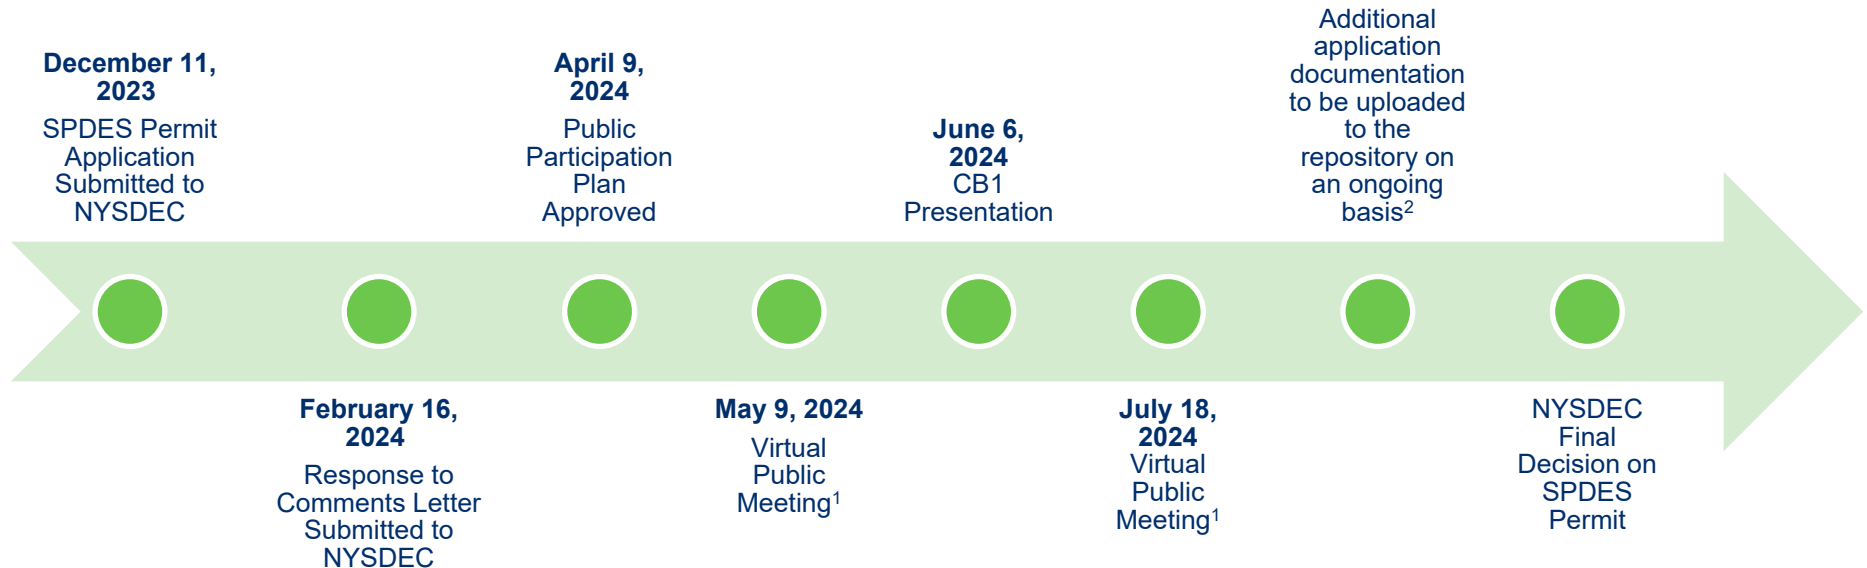 December 11,
2023
SPDES Permit
Application
Submitted to
NYSDEC
February 16,
2024
Response to
Comments Letter
Submitted to
NYSDEC
April 9,
2024
Public
Participation
Plan
Approved
May 9, 2024
Virtual
Public
Meeting¹
June 6,
2024
CB1
Presentation
July 18,
2024
Virtual
Public
Meeting¹
Additional
application
documentation
to be uploaded
to the
repository on
an ongoing
basis²
NYSDEC
Final
Decision on
SPDES
Permit